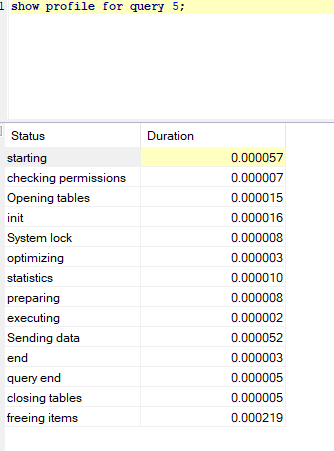 1 show profile for query 5;
Status Duration
starting 0.000057
checking permissions 0.000007
Opening tables 0.000015
init 0.000016
System lock 0.000008
optimizing 0.000003
statistics 0.000010
preparing 0.000008
executing 0.000002
Sending data 0.000052
end 0.000003
query end 0.000005
closing tables 0.000005
freeing items 0.000219